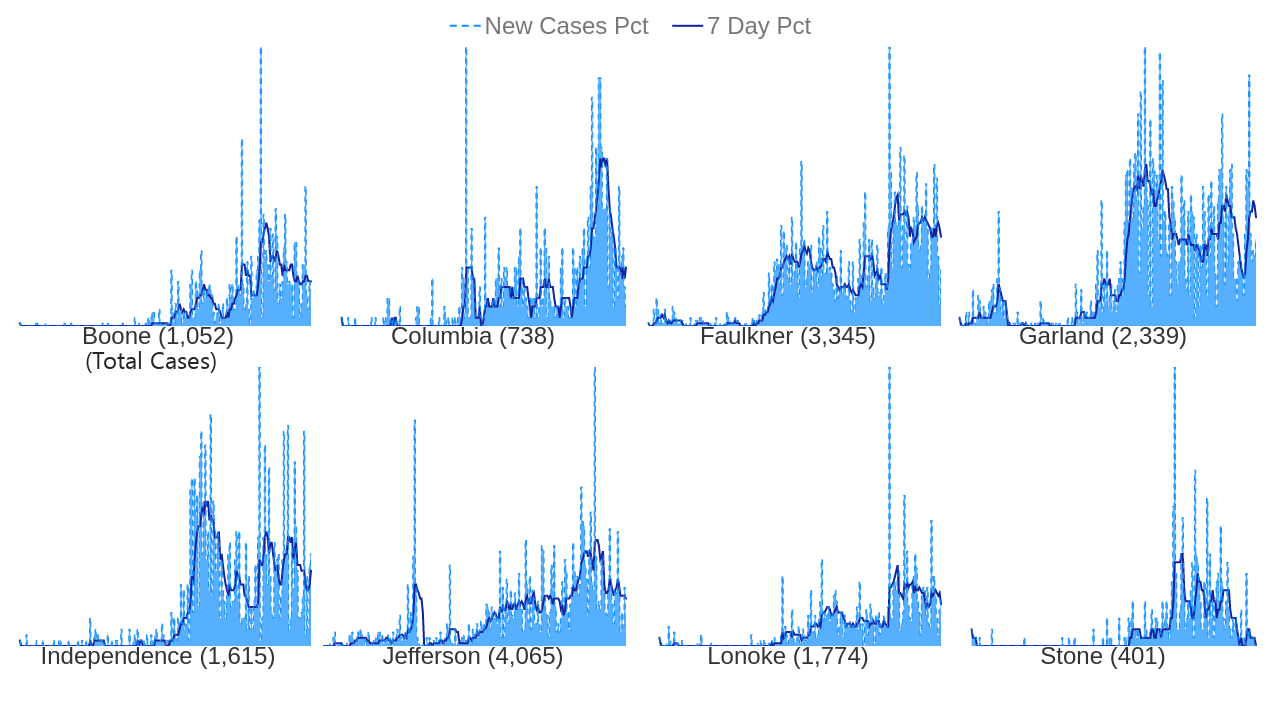 New Cases Pct 7 Day Pct
Boone (1,052) Columbia (738) Faulkner (3,345) Garland (2,339)
(Total Cases)
Independence (1,615) Jefferson (4,065) Lonoke (1,774) Stone (401)